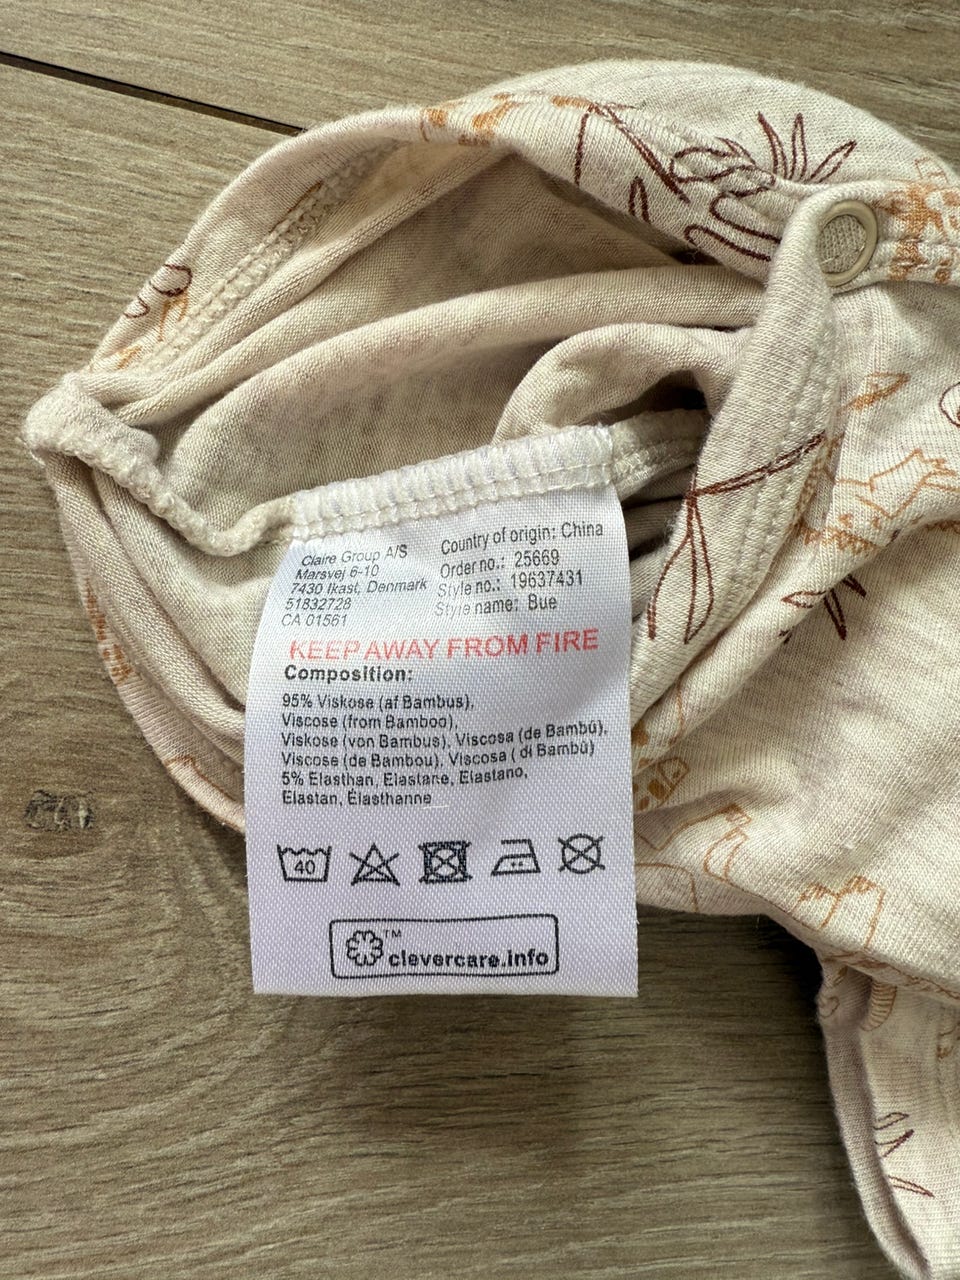 Claire Group A/S
Marsvej 6-10
7430 Ikast, Denmark
51832728
CA 01561
Country of origin: China
Order no.: 25669
Style no.: 19637431
Style name: Bue
KEEP AWAY FROM FIRE
Composition:
95% Viskose (af Bambus),
Viscose (from Bamboo),
Viskose (von Bambus), Viscosa (de Bambû),
Viscose (de Bambou), Viscosa ( di Bambû)
5% Elasthan, Elastane, Elastano,
Elastan, Élasthanne
40
TM
clevercare.info